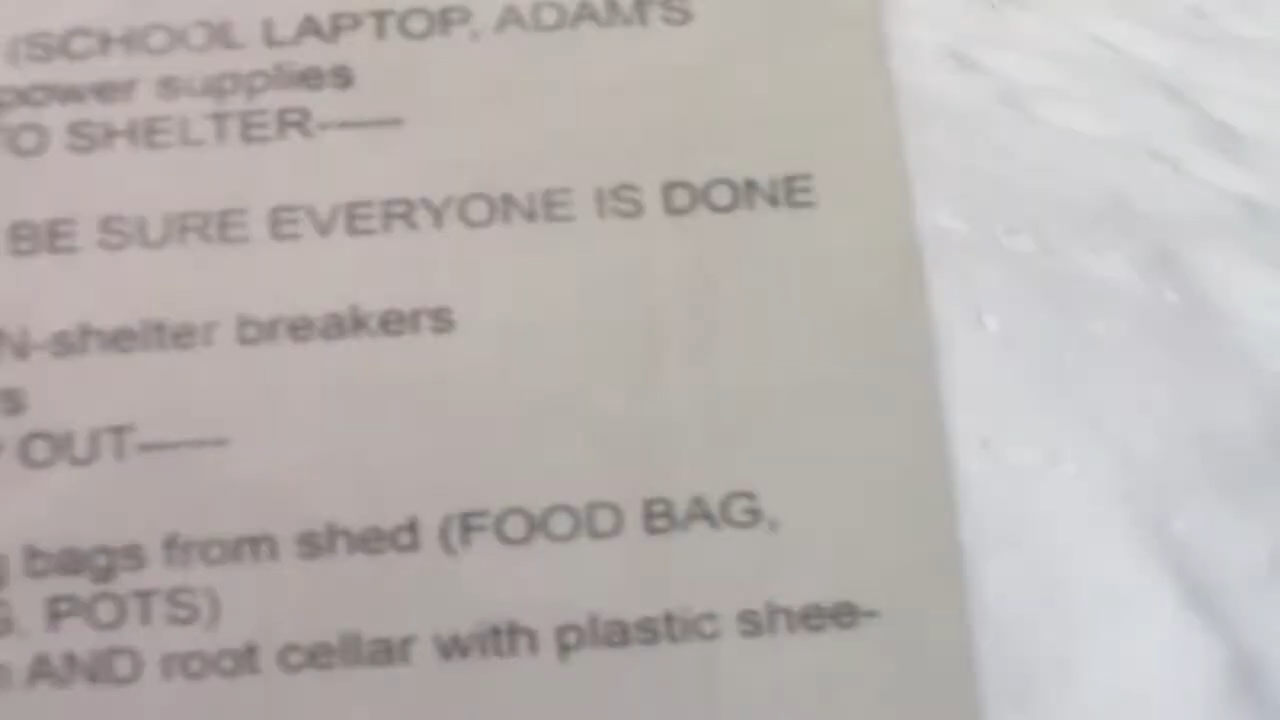 (SCHOOL LAPTOP, ADAM'S
power supplies
TO SHELTER-----
BE SURE EVERYONE IS DONE
N-shelter breakers
s
OUT-----
g bags from shed (FOOD BAG,
POTS)
AND root cellar with plastic shee-